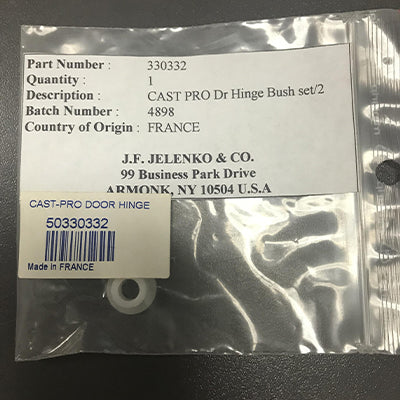 Part Number : 330332
Quantity : 1
Description : CAST PRO Dr Hinge Bush set/2
Batch Number : 4898
Country of Origin : FRANCE
J.F. JELENKO & CO.
99 Business Park Drive
ARMONK, NY 10504 U.S.A
CAST-PRO DOOR HINGE
50330332
Made in FRANCE